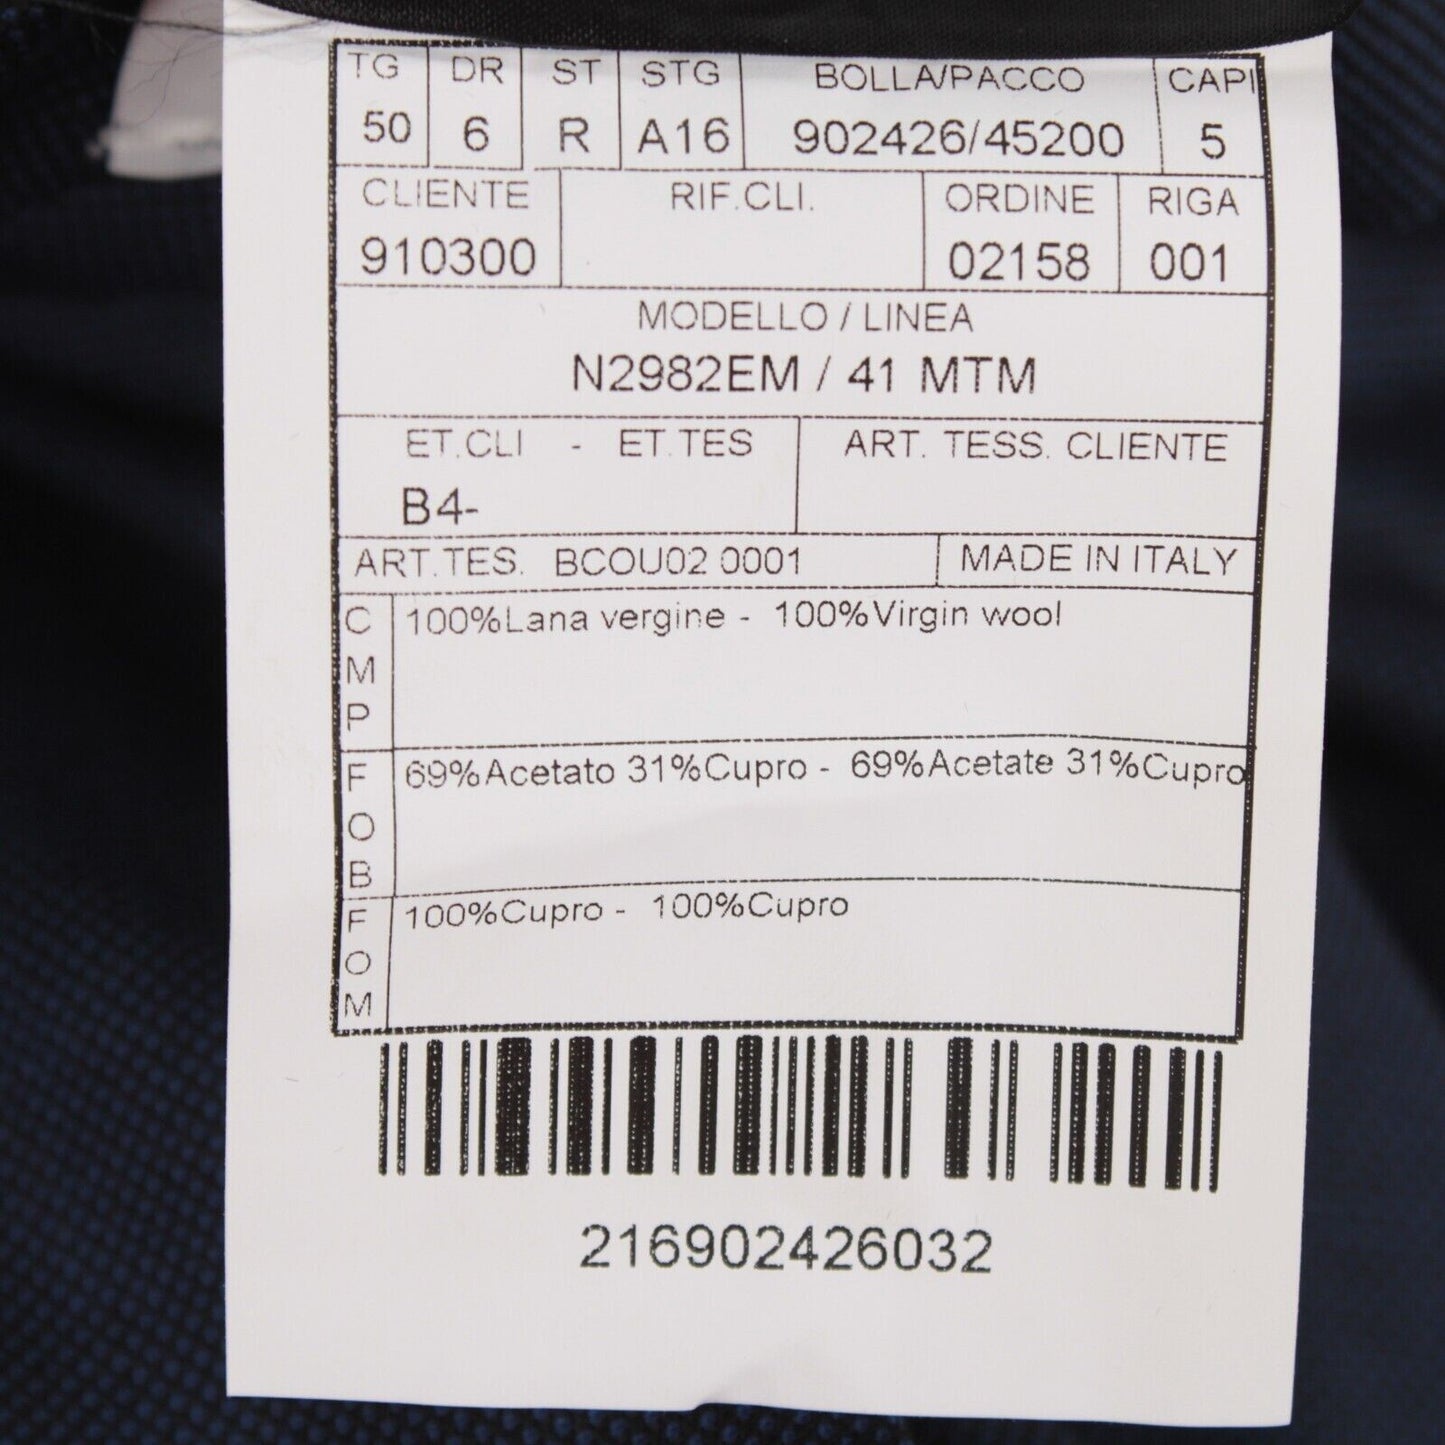 TG DR ST STG BOLLA/PACCO CAPI
50 6 R A16 902426/45200 5
CLIENTE RIF.CLI. ORDINE RIGA
910300 02158 001
MODELLO / LINEA
N2982EM / 41 MTM
ET.CLI - ET.TES ART. TESS. CLIENTE
B4-
ART.TES. BCOU02 0001 MADE IN ITALY
CMP 100%Lana vergine - 100%Virgin wool
FOB 69%Acetato 31%Cupro - 69%Acetate 31%Cupro
FOM 100%Cupro - 100%Cupro
216902426032